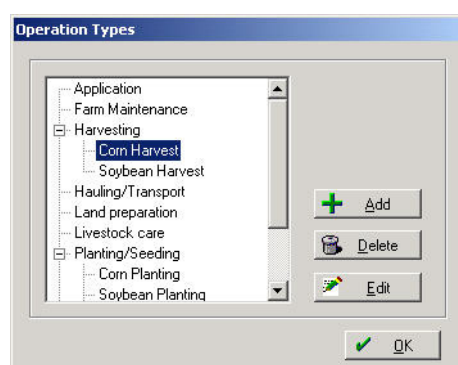 Operation Types
Application
Farm Maintenance
Harvesting
Corn Harvest
Soybean Harvest
Hauling/Transport
Land preparation
Livestock care
Planting/Seeding
Corn Planting
Soybean Planting
Add
Delete
Edit
OK